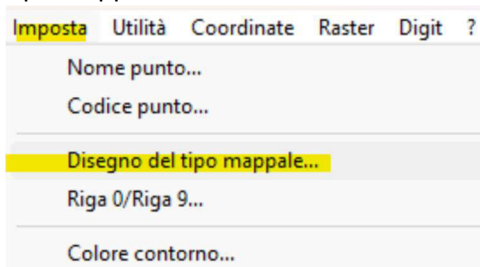 Imposta Utilità Coordinate Raster Digit ?
Nome punto...
Codice punto...
Disegno del tipo mappale...
Riga 0/Riga 9...
Colore contorno...